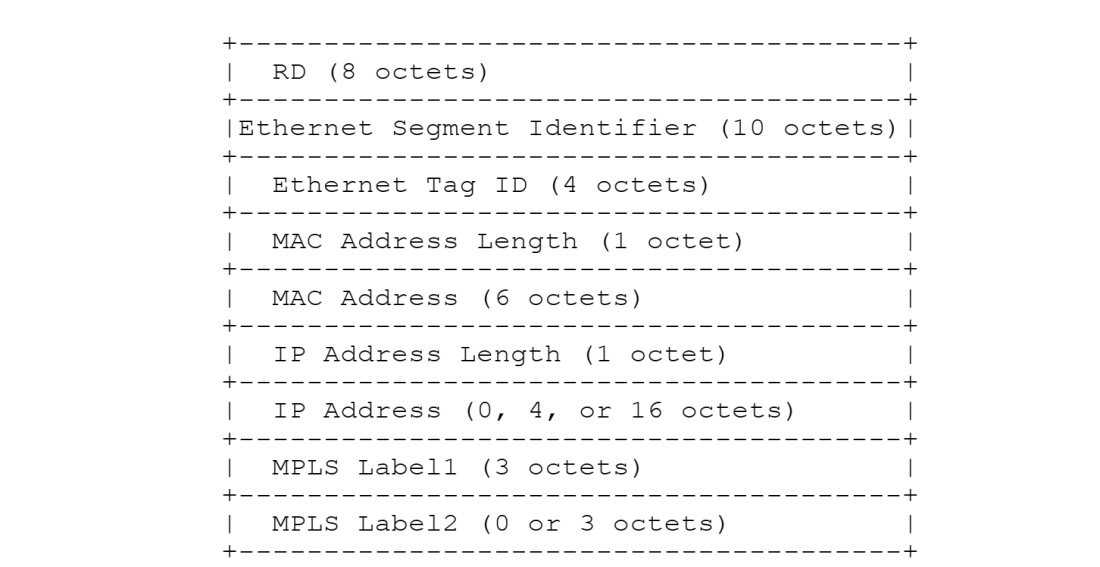 +---------------------------------------+
|  RD (8 octets)                        |
+---------------------------------------+
|Ethernet Segment Identifier (10 octets)|
+---------------------------------------+
|  Ethernet Tag ID (4 octets)           |
+---------------------------------------+
|  MAC Address Length (1 octet)         |
+---------------------------------------+
|  MAC Address (6 octets)               |
+---------------------------------------+
|  IP Address Length (1 octet)          |
+---------------------------------------+
|  IP Address (0, 4, or 16 octets)      |
+---------------------------------------+
|  MPLS Label1 (3 octets)               |
+---------------------------------------+
|  MPLS Label2 (0 or 3 octets)          |
+---------------------------------------+